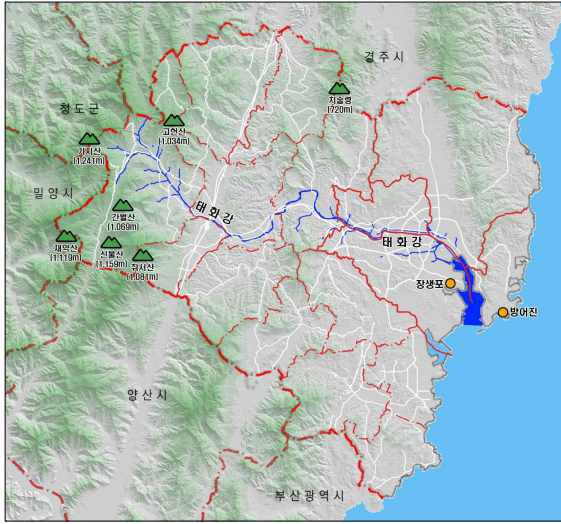 경주시
치술령
(720m)
청도군
고헌산
(1.034m)
가지산
(1.241m)
밀양시
간월산
(1.069m)
태화강
재약산
(1.119m)
신불산
(1.159m)
취서산
(1.081m)
태화강
장생포
방어진
양산시
부산광역시